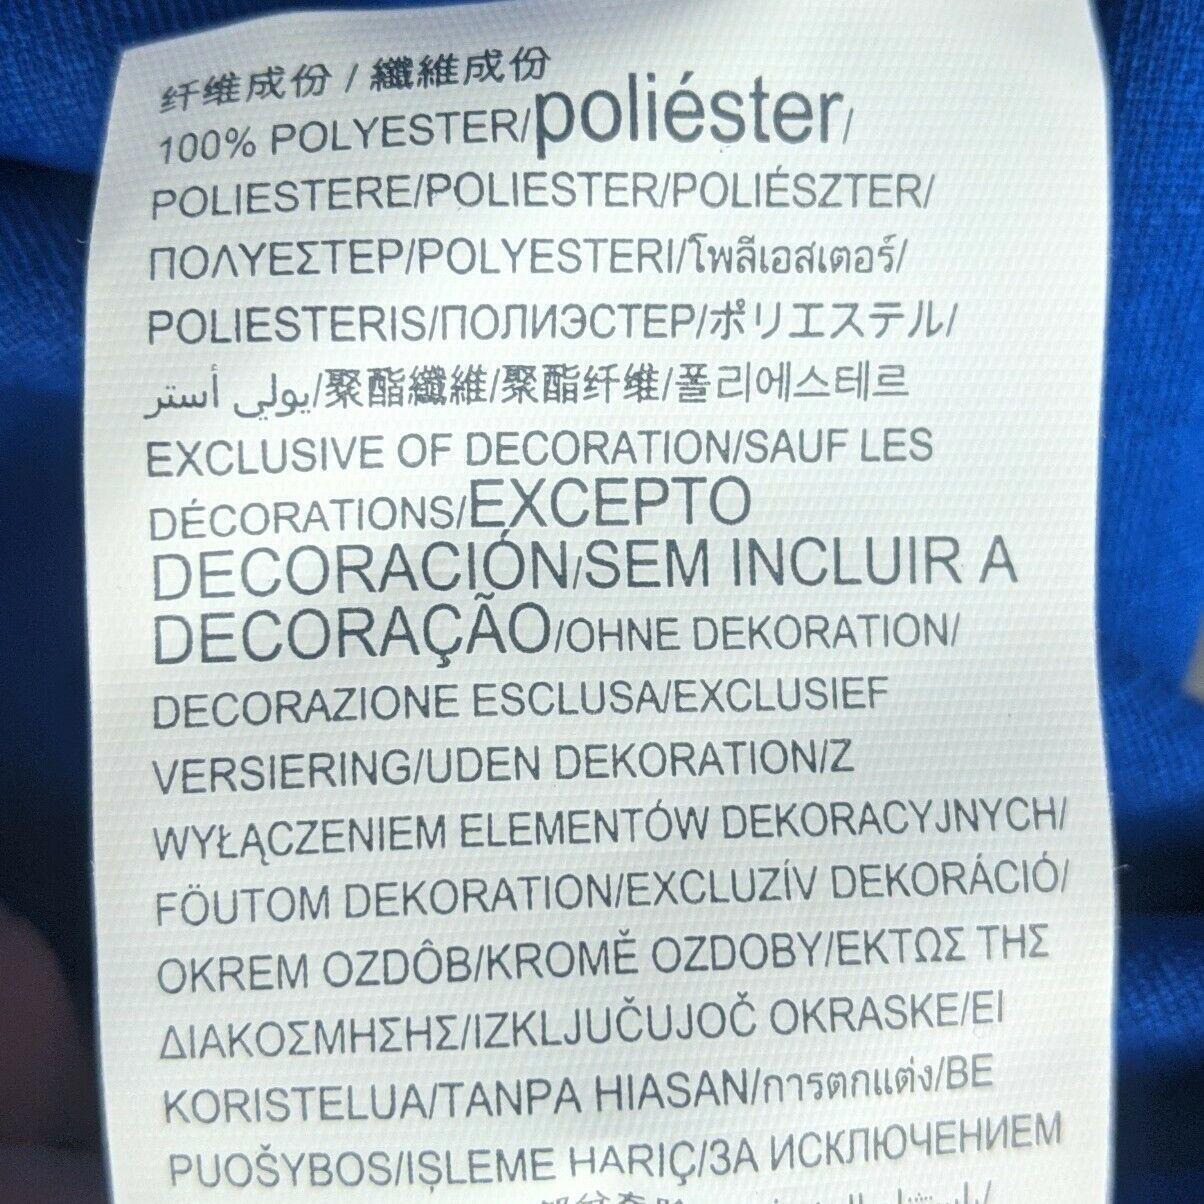 纤维成份 / 纖維成份
100% POLYESTER/poliéster/
POLIESTERE/POLIESTER/POLIÉSZTER/
ΠΟΛΥΕΣΤΕΡ/POLYESTERI/โพลีเอสเตอร์/
POLIESTERIS/ПОЛИЭСТЕР/ポリエステル/
بولي أستر/聚酯纖維/聚酯纤维/폴리에스테르
EXCLUSIVE OF DECORATION/SAUF LES
DÉCORATIONS/EXCEPTO
DECORACIÓN/SEM INCLUIR A
DECORAÇÃO/OHNE DEKORATION/
DECORAZIONE ESCLUSA/EXCLUSIEF
VERSIERING/UDEN DEKORATION/Z
WYŁĄCZENIEM ELEMENTÓW DEKORACYJNYCH/
FÖUTOM DEKORATION/EXCLUZÍV DEKORÁCIÓ/
OKREM OZDÔB/KROMĚ OZDOBY/ΕΚΤΩΣ ΤΗΣ
ΔΙΑΚΟΣΜΗΣΗΣ/IZKLJUČUJOČ OKRASKE/EI
KORISTELUA/TANPA HIASAN/การตกแต่ง/BE
PUOŠYBOS/IȘLEME HARIÇ/ЗА ИСКЛЮЧЕНИЕМ